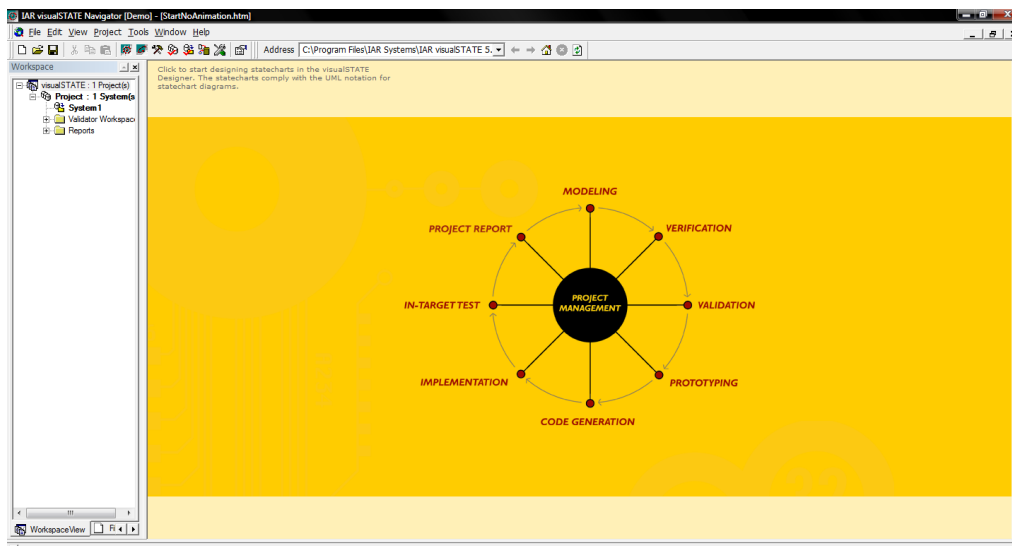 IAR visualSTATE Navigator [Demo] - [StartNoAnimation.htm]
File Edit View Project Tools Window Help
Address C:\Program Files\IAR Systems\IAR visualSTATE 5.
Workspace
visualSTATE : 1 Project(s)
Project : 1 System(s
System1
Validator Workspac
Reports
WorkspaceView Fi
Click to start designing statecharts in the visualSTATE
Designer. The statecharts comply with the UML notation for
statechart diagrams.
MODELING
PROJECT REPORT
VERIFICATION
IN-TARGET TEST
PROJECT
MANAGEMENT
VALIDATION
IMPLEMENTATION
PROTOTYPING
CODE GENERATION